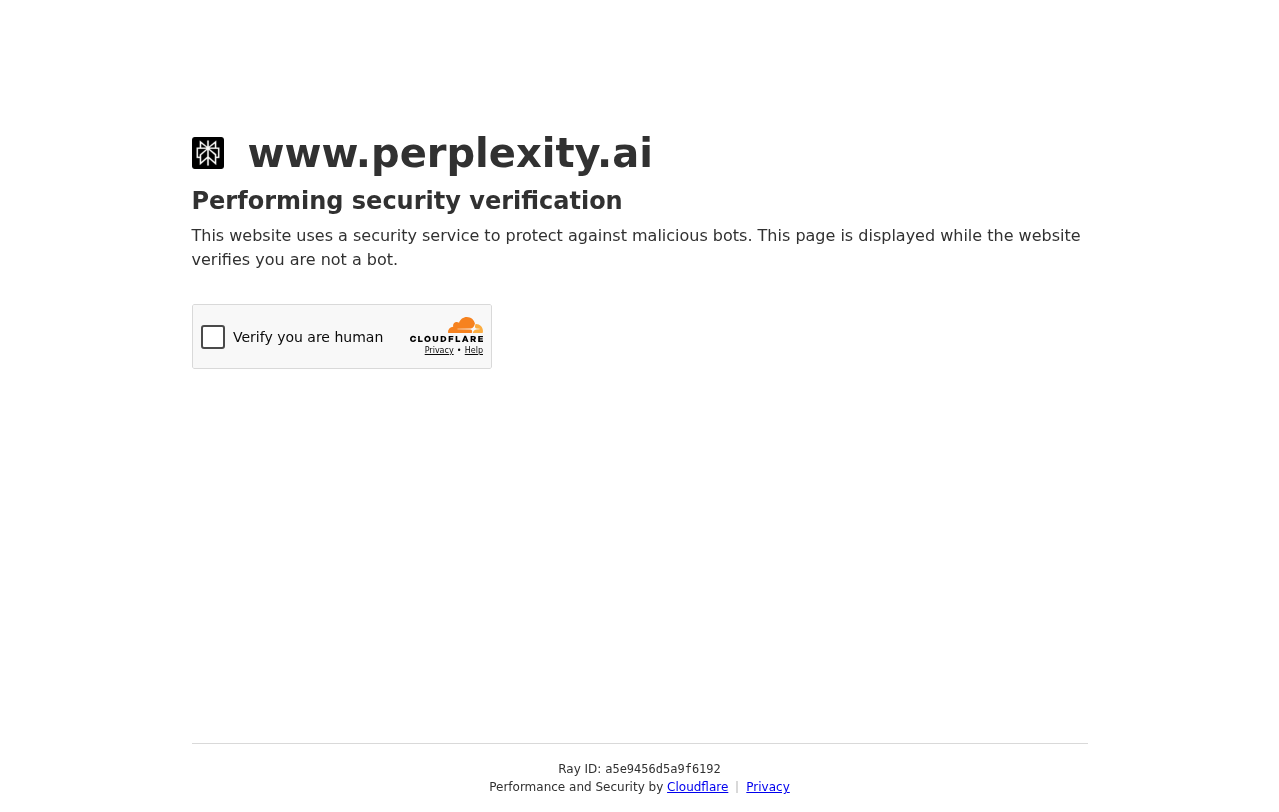 www.perplexity.ai
Performing security verification
This website uses a security service to protect against malicious bots. This page is displayed while the website
verifies you are not a bot.
Verify you are human
CLOUDFLARE
Privacy • Help
Ray ID: a5e9456d5a9f6192
Performance and Security by Cloudflare | Privacy